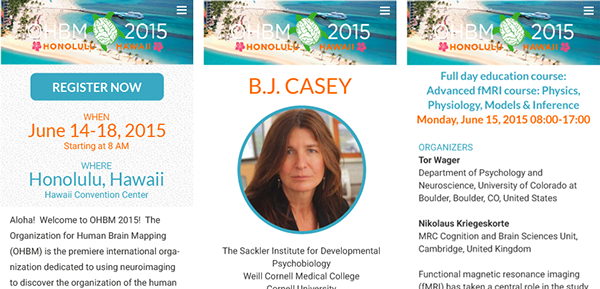 OHBM 2015
HONOLULU HAWAII
REGISTER NOW
WHEN
June 14-18, 2015
Starting at 8 AM
WHERE
Honolulu, Hawaii
Hawaii Convention Center
Aloha! Welcome to OHBM 2015! The
Organization for Human Brain Mapping
(OHBM) is the premiere international orga-
nization dedicated to using neuroimaging
to discover the organization of the human
OHBM 2015
HONOLULU HAWAII
B.J. CASEY
The Sackler Institute for Developmental
Psychobiology
Weill Cornell Medical College
Cornell University
OHBM 2015
HONOLULU HAWAII
Full day education course:
Advanced fMRI course: Physics,
Physiology, Models & Inference
Monday, June 15, 2015 08:00-17:00
ORGANIZERS
Tor Wager
Department of Psychology and
Neuroscience, University of Colorado at
Boulder, Boulder, CO, United States
Nikolaus Kriegeskorte
MRC Cognition and Brain Sciences Unit,
Cambridge, United Kingdom
Functional magnetic resonance imaging
(fMRI) has taken a central role in the study